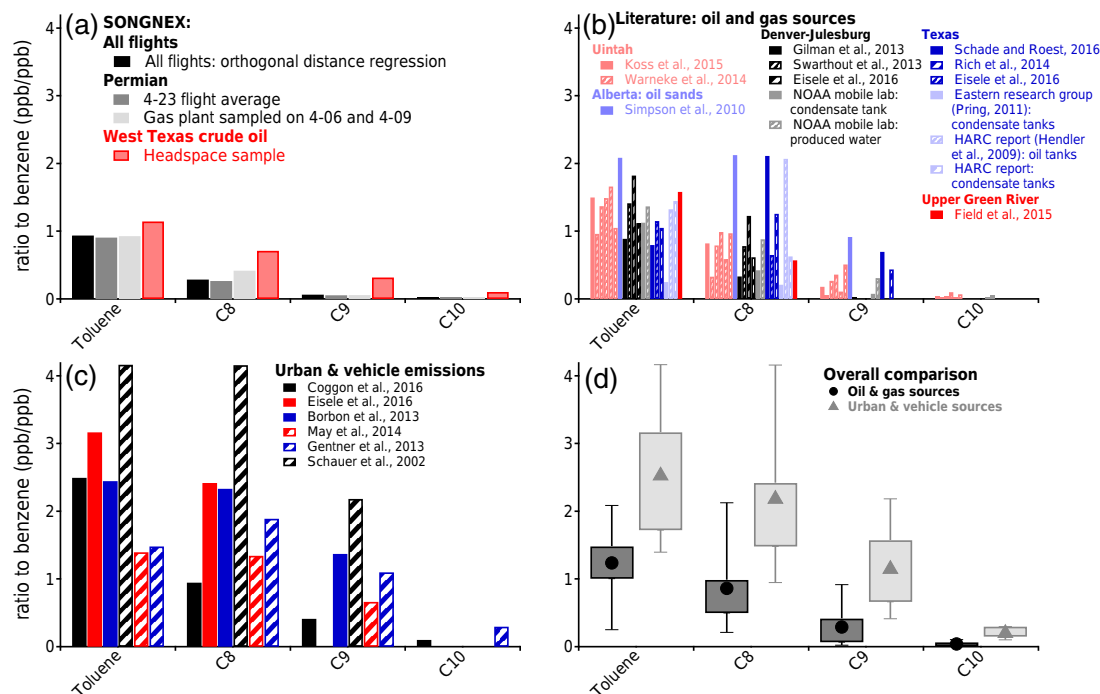 (a)
SONGNEX:
All flights
All flights: orthogonal distance regression
Permian
4-23 flight average
Gas plant sampled on 4-06 and 4-09
West Texas crude oil
Headspace sample
ratio to benzene (ppb/ppb)
4
3
2
1
0
Toluene
C8
C9
C10
(b)
Literature: oil and gas sources
Uintah
Koss et al., 2015
Warneke et al., 2014
Alberta: oil sands
Simpson et al., 2010
Denver-Julesburg
Gilman et al., 2013
Swarthout et al., 2013
Eisele et al., 2016
NOAA mobile lab:
condensate tank
NOAA mobile lab:
produced water
Texas
Schade and Roest, 2016
Rich et al., 2014
Eisele et al., 2016
Eastern research group
(Pring, 2011):
condensate tanks
HARC report (Hendler
et al., 2009): oil tanks
HARC report:
condensate tanks
Upper Green River
Field et al., 2015
4
3
2
1
0
Toluene
C8
C9
C10
(c)
Urban & vehicle emissions
Coggon et al., 2016
Eisele et al., 2016
Borbon et al., 2013
May et al., 2014
Gentner et al., 2013
Schauer et al., 2002
ratio to benzene (ppb/ppb)
4
3
2
1
0
Toluene
C8
C9
C10
(d)
Overall comparison
Oil & gas sources
Urban & vehicle sources
4
3
2
1
0
Toluene
C8
C9
C10